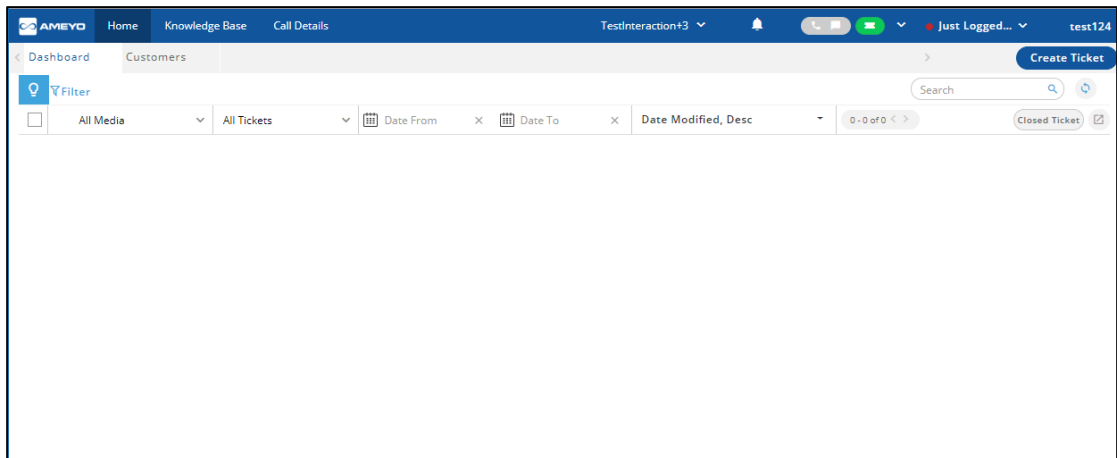 AMEYO Home Knowledge Base Call Details TestInteraction+3 Just Logged... test124
Dashboard Customers Create Ticket
Filter Search
All Media All Tickets Date From Date To Date Modified, Desc 0 - 0 of 0 Closed Ticket